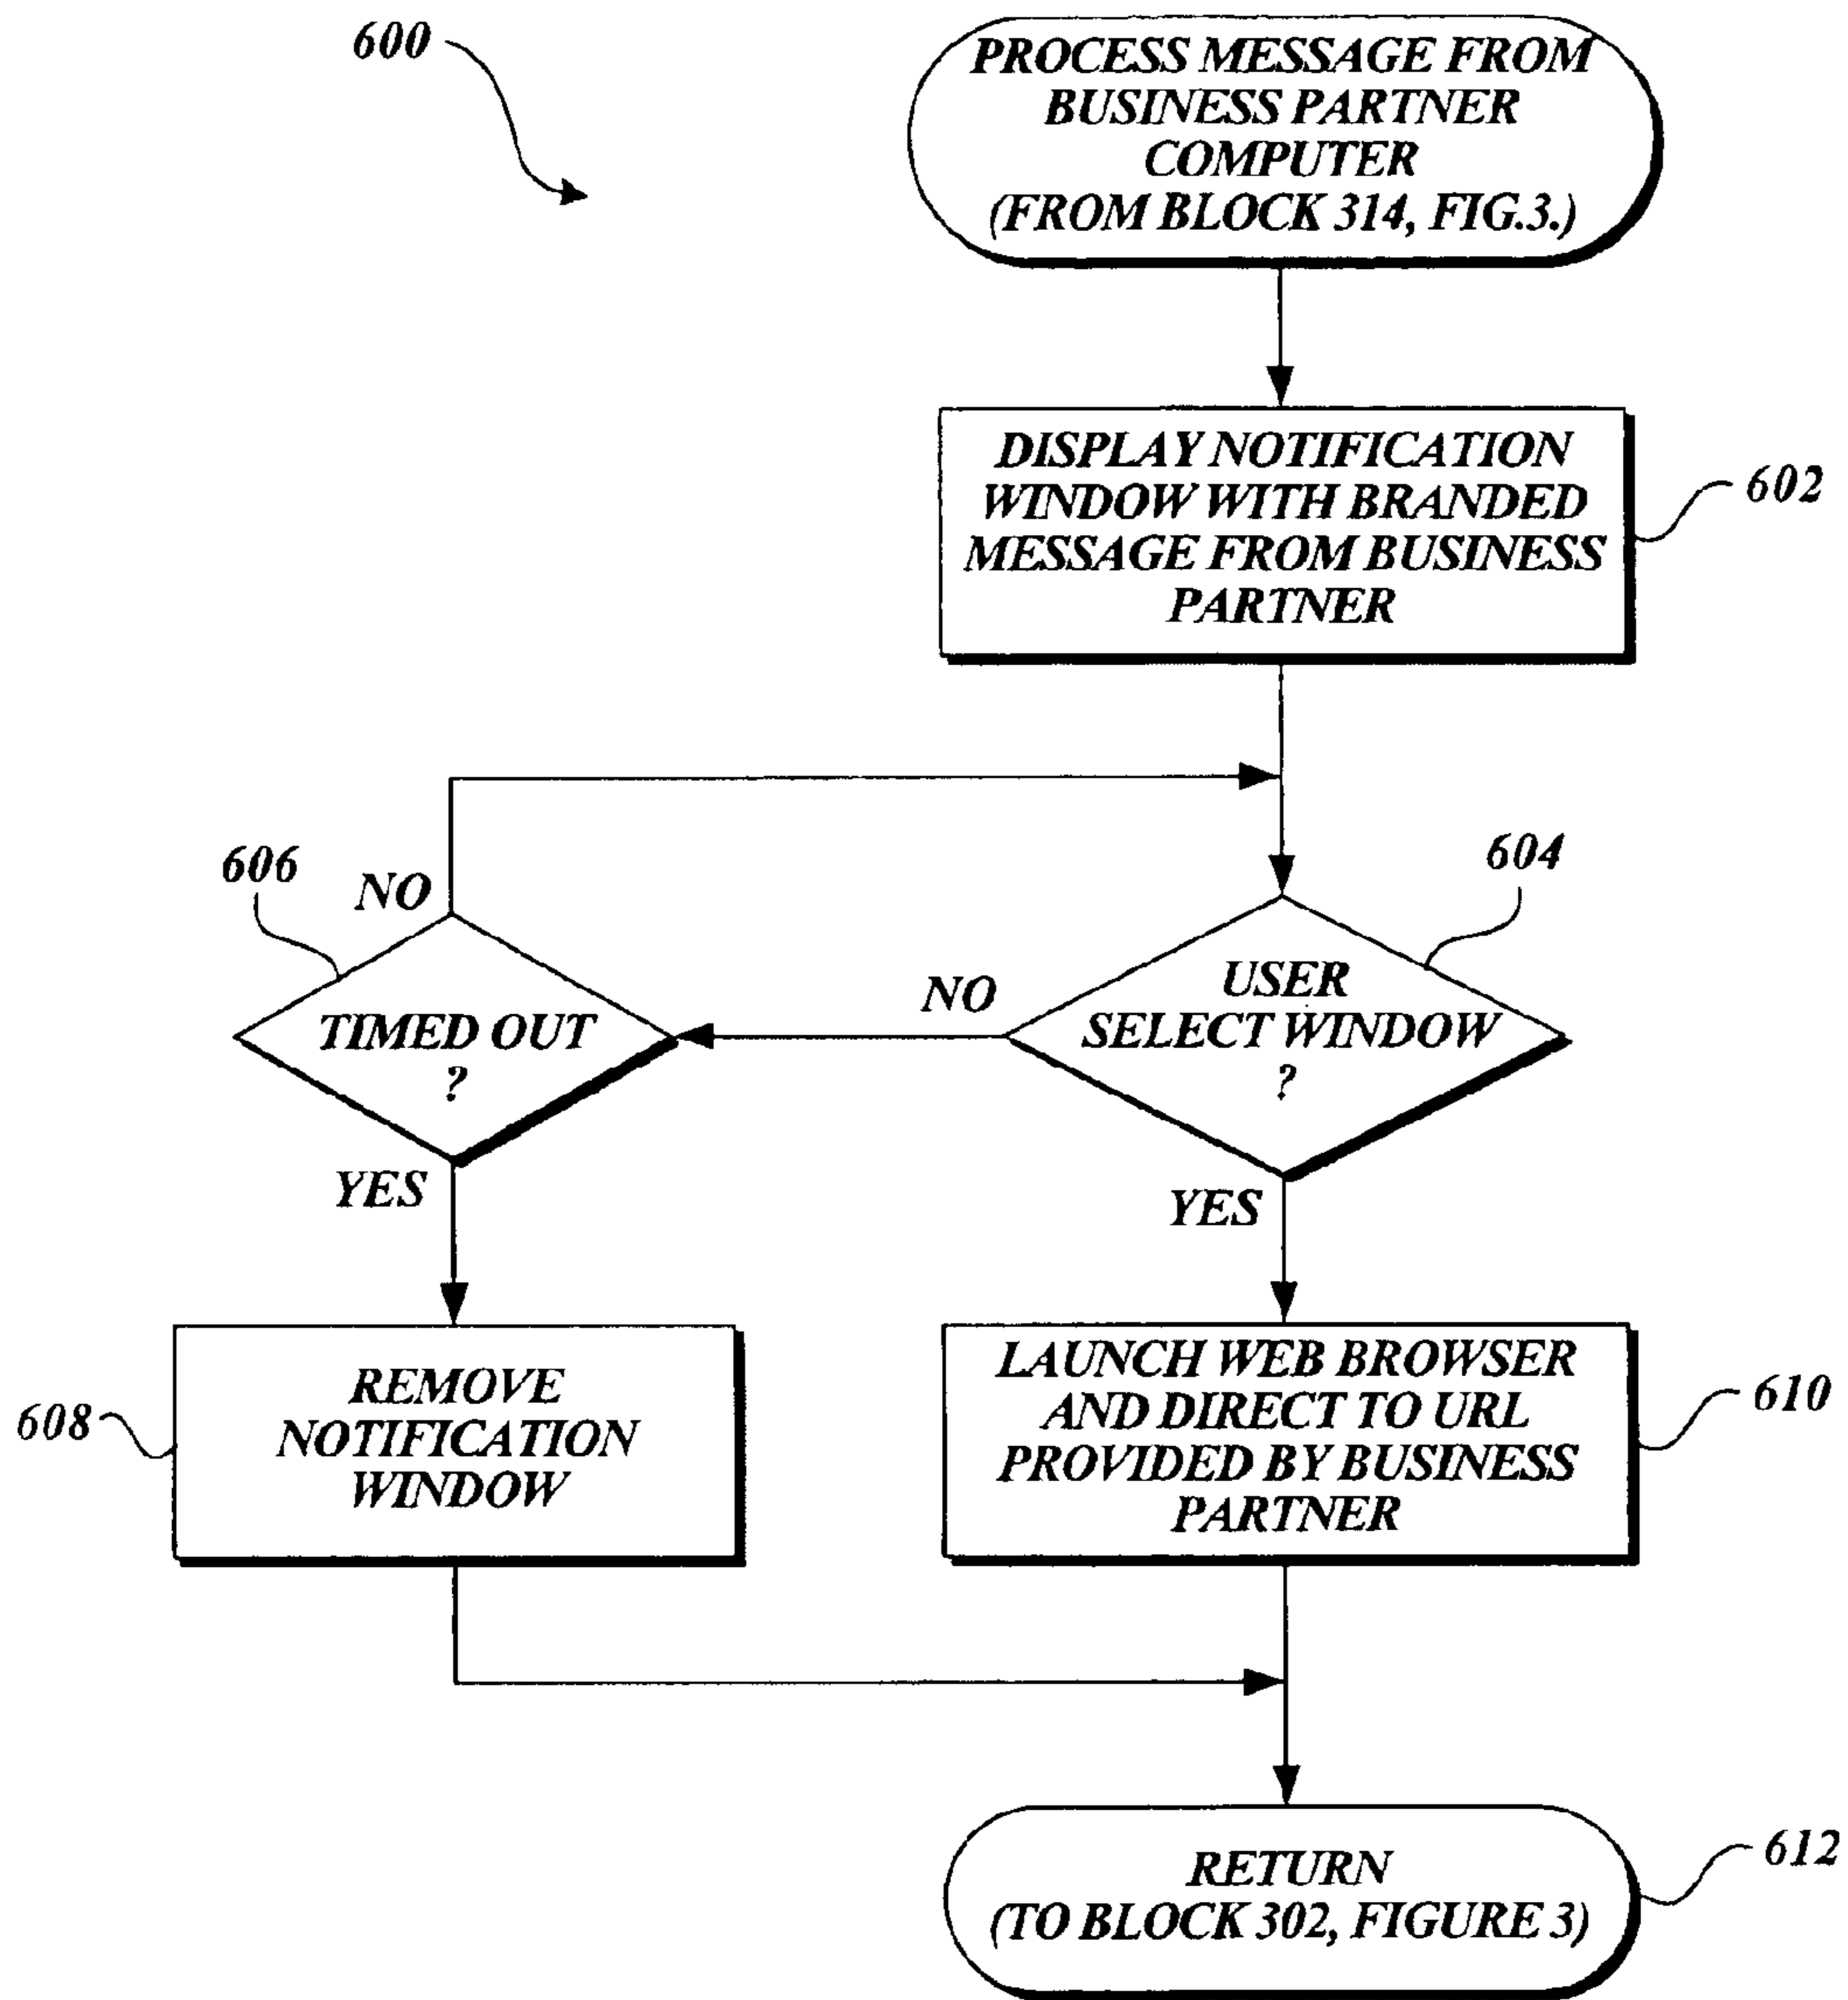 600
PROCESS MESSAGE FROM
BUSINESS PARTNER
COMPUTER
(FROM BLOCK 314, FIG.3.)
DISPLAY NOTIFICATION
WINDOW WITH BRANDED
MESSAGE FROM BUSINESS
PARTNER
602
606
NO
604
NO
USER
SELECT WINDOW
?
TIMED OUT
?
YES
YES
608
REMOVE
NOTIFICATION
WINDOW
LAUNCH WEB BROWSER
AND DIRECT TO URL
PROVIDED BY BUSINESS
PARTNER
610
RETURN
(TO BLOCK 302, FIGURE 3)
612